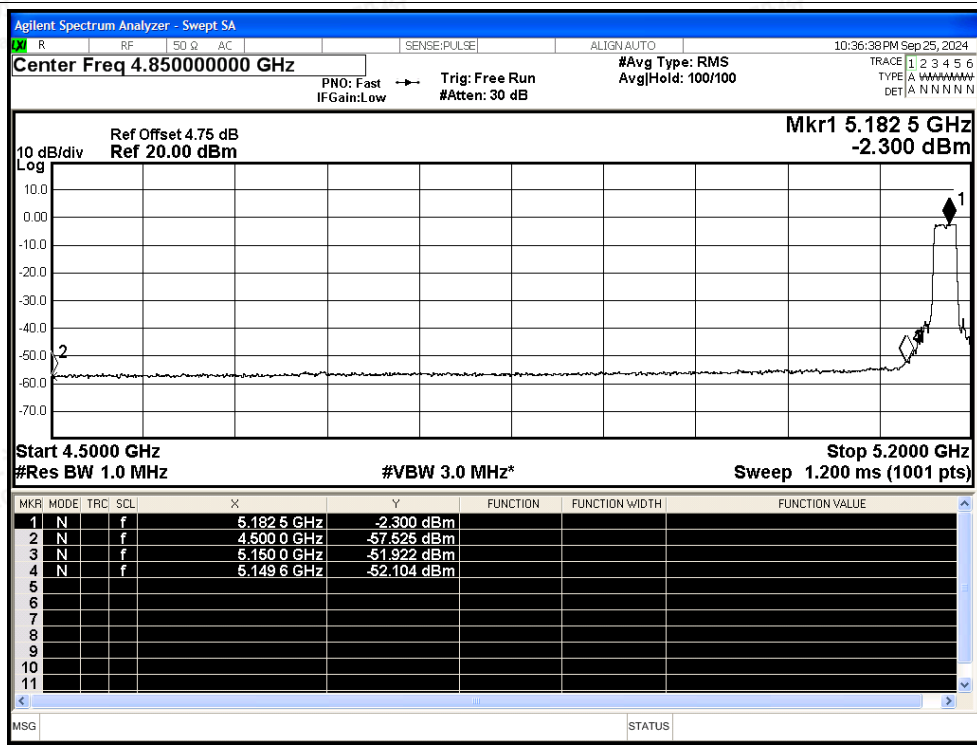 Agilent Spectrum Analyzer - Swept SA
LXI R RF 50 Ω AC SENSE:PULSE ALIGN AUTO 10:36:38 PM Sep 25, 2024
Center Freq 4.850000000 GHz
PNO: Fast
IFGain:Low
Trig: Free Run
#Atten: 30 dB
#Avg Type: RMS
Avg|Hold: 100/100
TRACE 1 2 3 4 5 6
TYPE A WWWWW
DET A N N N N N
Mkr1 5.182 5 GHz
-2.300 dBm
Ref Offset 4.75 dB
10 dB/div Ref 20.00 dBm
Log
10.0
0.00
-10.0
-20.0
-30.0
-40.0
-50.0
-60.0
-70.0
1
2
Start 4.5000 GHz Stop 5.2000 GHz
#Res BW 1.0 MHz #VBW 3.0 MHz* Sweep 1.200 ms (1001 pts)
MKR MODE TRC SCL X Y FUNCTION FUNCTION WIDTH FUNCTION VALUE
1 N f 5.182 5 GHz -2.300 dBm
2 N f 4.500 0 GHz -57.525 dBm
3 N f 5.150 0 GHz -51.922 dBm
4 N f 5.149 6 GHz -52.104 dBm
5
6
7
8
9
10
11
MSG STATUS